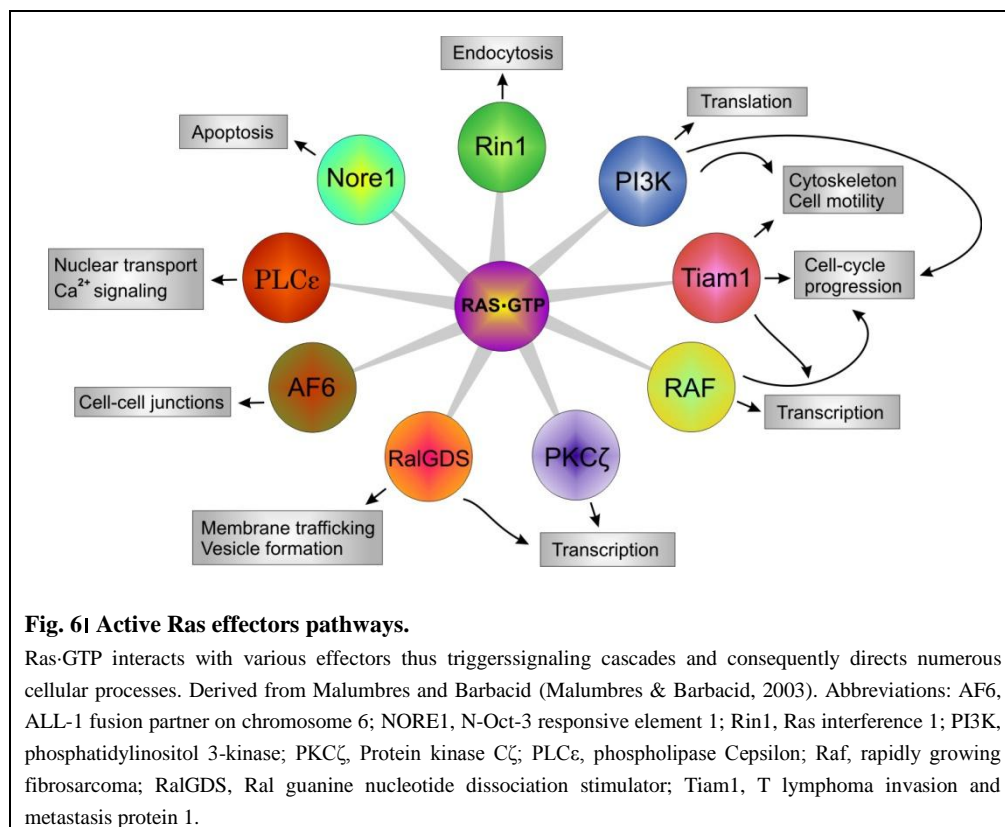 Endocytosis
Translation
Apoptosis
Rin1
Nore1
PI3K
Cytoskeleton
Cell motility
Nuclear transport
Ca²⁺ signaling
PLCε
RAS·GTP
Tiam1
Cell-cycle
progression
AF6
RAF
Cell-cell junctions
Transcription
RalGDS
PKCζ
Membrane trafficking
Vesicle formation
Transcription
Fig. 6| Active Ras effectors pathways.
Ras·GTP interacts with various effectors thus triggerssignaling cascades and consequently directs numerous
cellular processes. Derived from Malumbres and Barbacid (Malumbres & Barbacid, 2003). Abbreviations: AF6,
ALL-1 fusion partner on chromosome 6; NORE1, N-Oct-3 responsive element 1; Rin1, Ras interference 1; PI3K,
phosphatidylinositol 3-kinase; PKCζ, Protein kinase Cζ; PLCε, phospholipase Cepsilon; Raf, rapidly growing
fibrosarcoma; RalGDS, Ral guanine nucleotide dissociation stimulator; Tiam1, T lymphoma invasion and
metastasis protein 1.